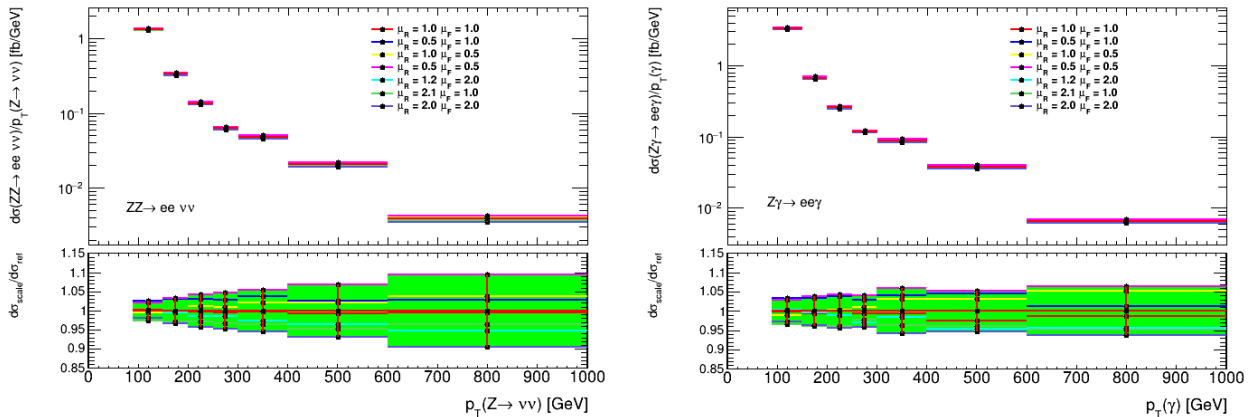 dσ(ZZ→ ee νν)/p_T(Z→ νν) [fb/GeV]
1
10⁻¹
10⁻²
μ_R = 1.0 μ_F = 1.0
μ_R = 0.5 μ_F = 1.0
μ_R = 1.0 μ_F = 0.5
μ_R = 0.5 μ_F = 0.5
μ_R = 1.2 μ_F = 2.0
μ_R = 2.1 μ_F = 1.0
μ_R = 2.0 μ_F = 2.0
ZZ→ ee νν
dσ_scale/dσ_ref
1.15
1.1
1.05
1
0.95
0.9
0.85
0 100 200 300 400 500 600 700 800 900 1000
p_T(Z→ νν) [GeV]
dσ(Zγ→ eeγ)/p_T(γ) [fb/GeV]
1
10⁻¹
10⁻²
μ_R = 1.0 μ_F = 1.0
μ_R = 0.5 μ_F = 1.0
μ_R = 1.0 μ_F = 0.5
μ_R = 0.5 μ_F = 0.5
μ_R = 1.2 μ_F = 2.0
μ_R = 2.1 μ_F = 1.0
μ_R = 2.0 μ_F = 2.0
Zγ→ eeγ
dσ_scale/dσ_ref
1.15
1.1
1.05
1
0.95
0.9
0.85
0 100 200 300 400 500 600 700 800 900 1000
p_T(γ) [GeV]